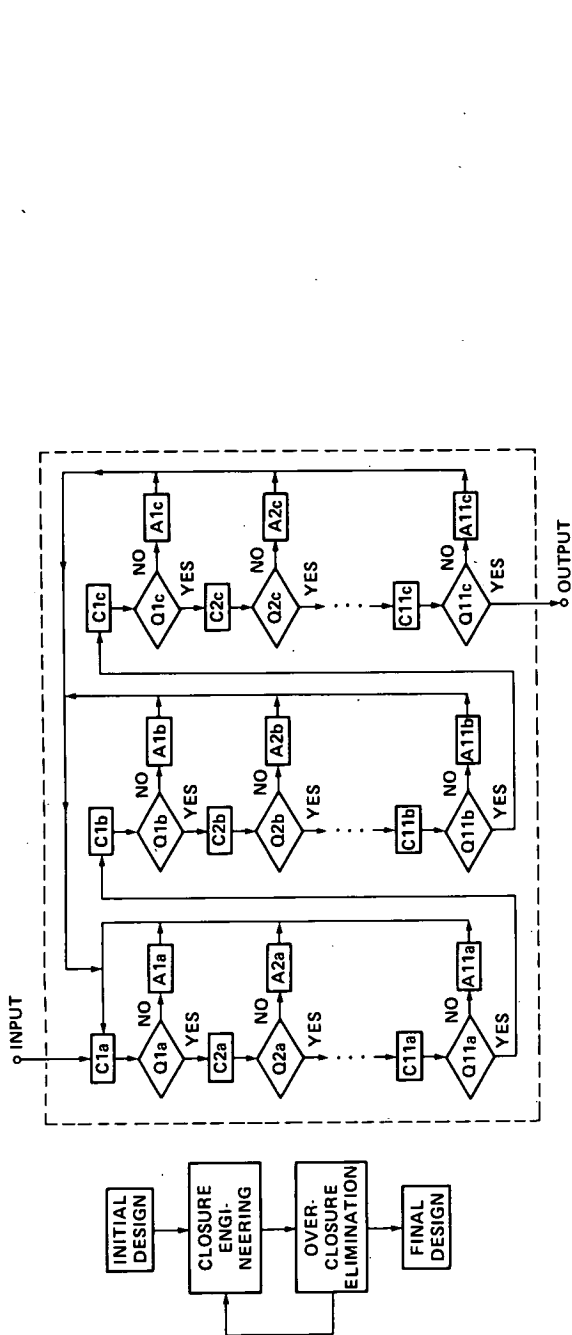 INITIAL
DESIGN
CLOSURE
ENGI-
NEERING
OVER-
CLOSURE
ELIMINATION
FINAL
DESIGN
INPUT
C1a
Q1a
NO
A1a
YES
C2a
Q2a
NO
A2a
YES
C11a
Q11a
NO
A11a
YES
C1b
Q1b
NO
A1b
YES
C2b
Q2b
NO
A2b
YES
C11b
Q11b
NO
A11b
YES
C1c
Q1c
NO
A1c
YES
C2c
Q2c
NO
A2c
YES
C11c
Q11c
NO
A11c
YES
OUTPUT